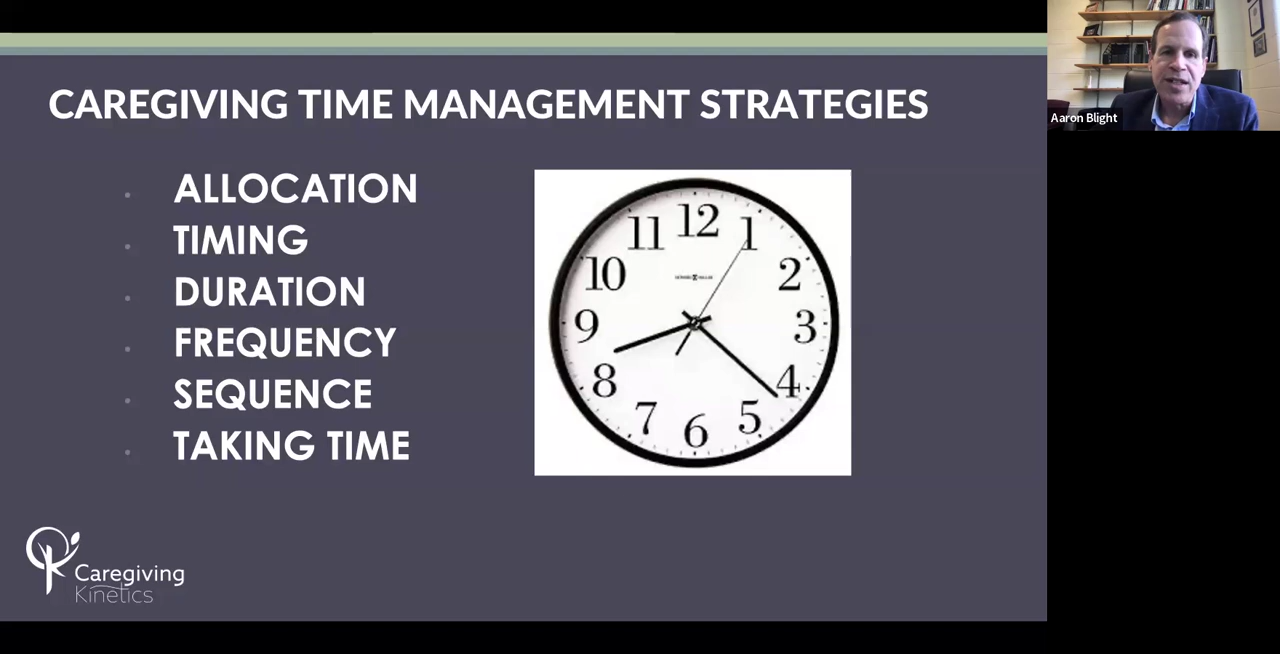 CAREGIVING TIME MANAGEMENT STRATEGIES
Aaron Blight
ALLOCATION
TIMING
DURATION
FREQUENCY
SEQUENCE
TAKING TIME
12
11
1
10
2
9
3
8
4
7
5
6
Caregiving
Kinetics